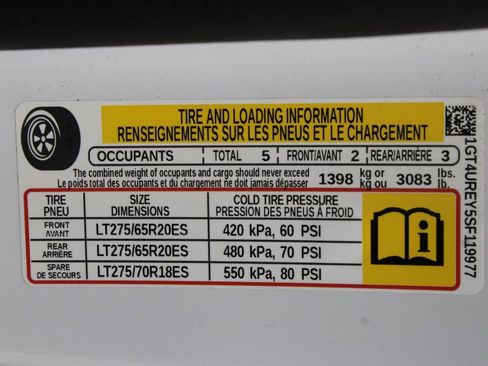 TIRE AND LOADING INFORMATION
RENSEIGNEMENTS SUR LES PNEUS ET LE CHARGEMENT
OCCUPANTS TOTAL 5 FRONT/AVANT 2 REAR/ARRIÈRE 3
The combined weight of occupants and cargo should never exceed
Le poids total des occupants et du chargement ne doit jamais dépasser
1398 kg or kg ou 3083 lbs. lb.
TIRE PNEU SIZE DIMENSIONS COLD TIRE PRESSURE PRESSION DES PNEUS A FROID
FRONT AVANT LT275/65R20ES 420 kPa, 60 PSI
REAR ARRIÈRE LT275/65R20ES 480 kPa, 70 PSI
SPARE DE SECOURS LT275/70R18ES 550 kPa, 80 PSI
1GT4UREY5SF119977